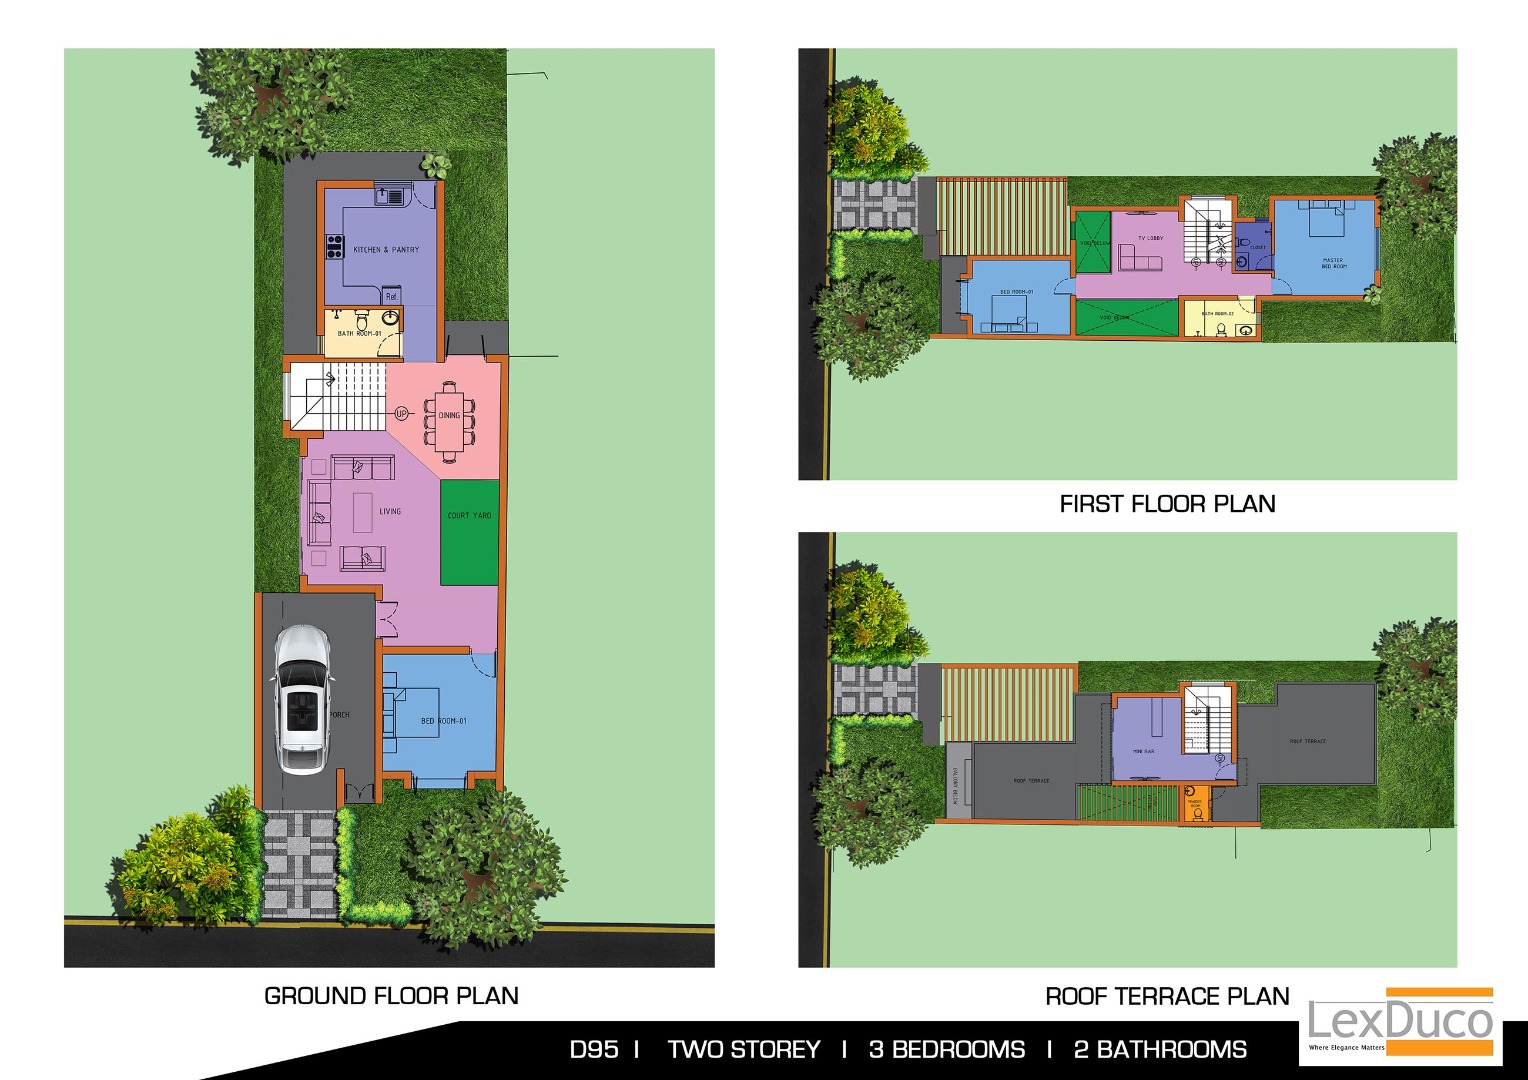 KITCHEN & PANTRY
Ref.
BATH ROOM-01
UP
DINING
LIVING
COURT YARD
PORCH
BED ROOM-01
GROUND FLOOR PLAN
VOID BELOW
TV LOBBY
CLOSET
MASTER
BED ROOM
BED ROOM-01
VOID BELOW
BATH ROOM-02
FIRST FLOOR PLAN
MINI BAR
ROOF TERRACE
ROOF TERRACE
BALCONY BELOW
POWDER
ROOM
ROOF TERRACE PLAN
D95 | TWO STOREY | 3 BEDROOMS | 2 BATHROOMS
LexDuco
Where Elegance Matters